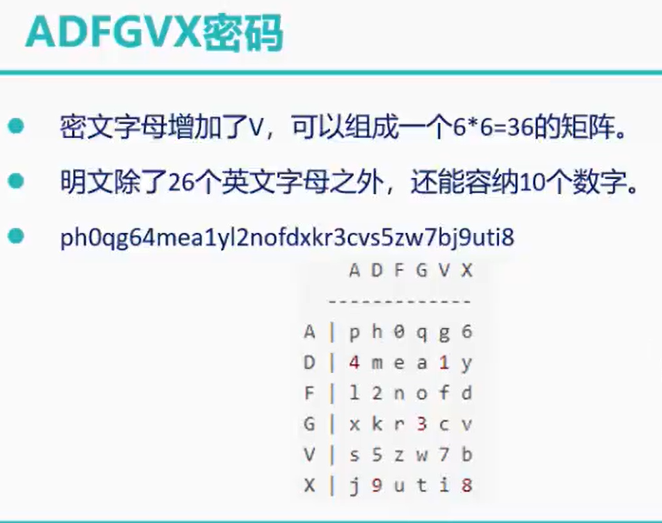 ADFGVX密码
密文字母增加了V，可以组成一个6*6=36的矩阵。
明文除了26个英文字母之外，还能容纳10个数字。
ph0qg64mea1yl2nofdxkr3cvs5zw7bj9uti8
A D F G V X
-------------
A | p h 0 q g 6
D | 4 m e a 1 y
F | l 2 n o f d
G | x k r 3 c v
V | s 5 z w 7 b
X | j 9 u t i 8